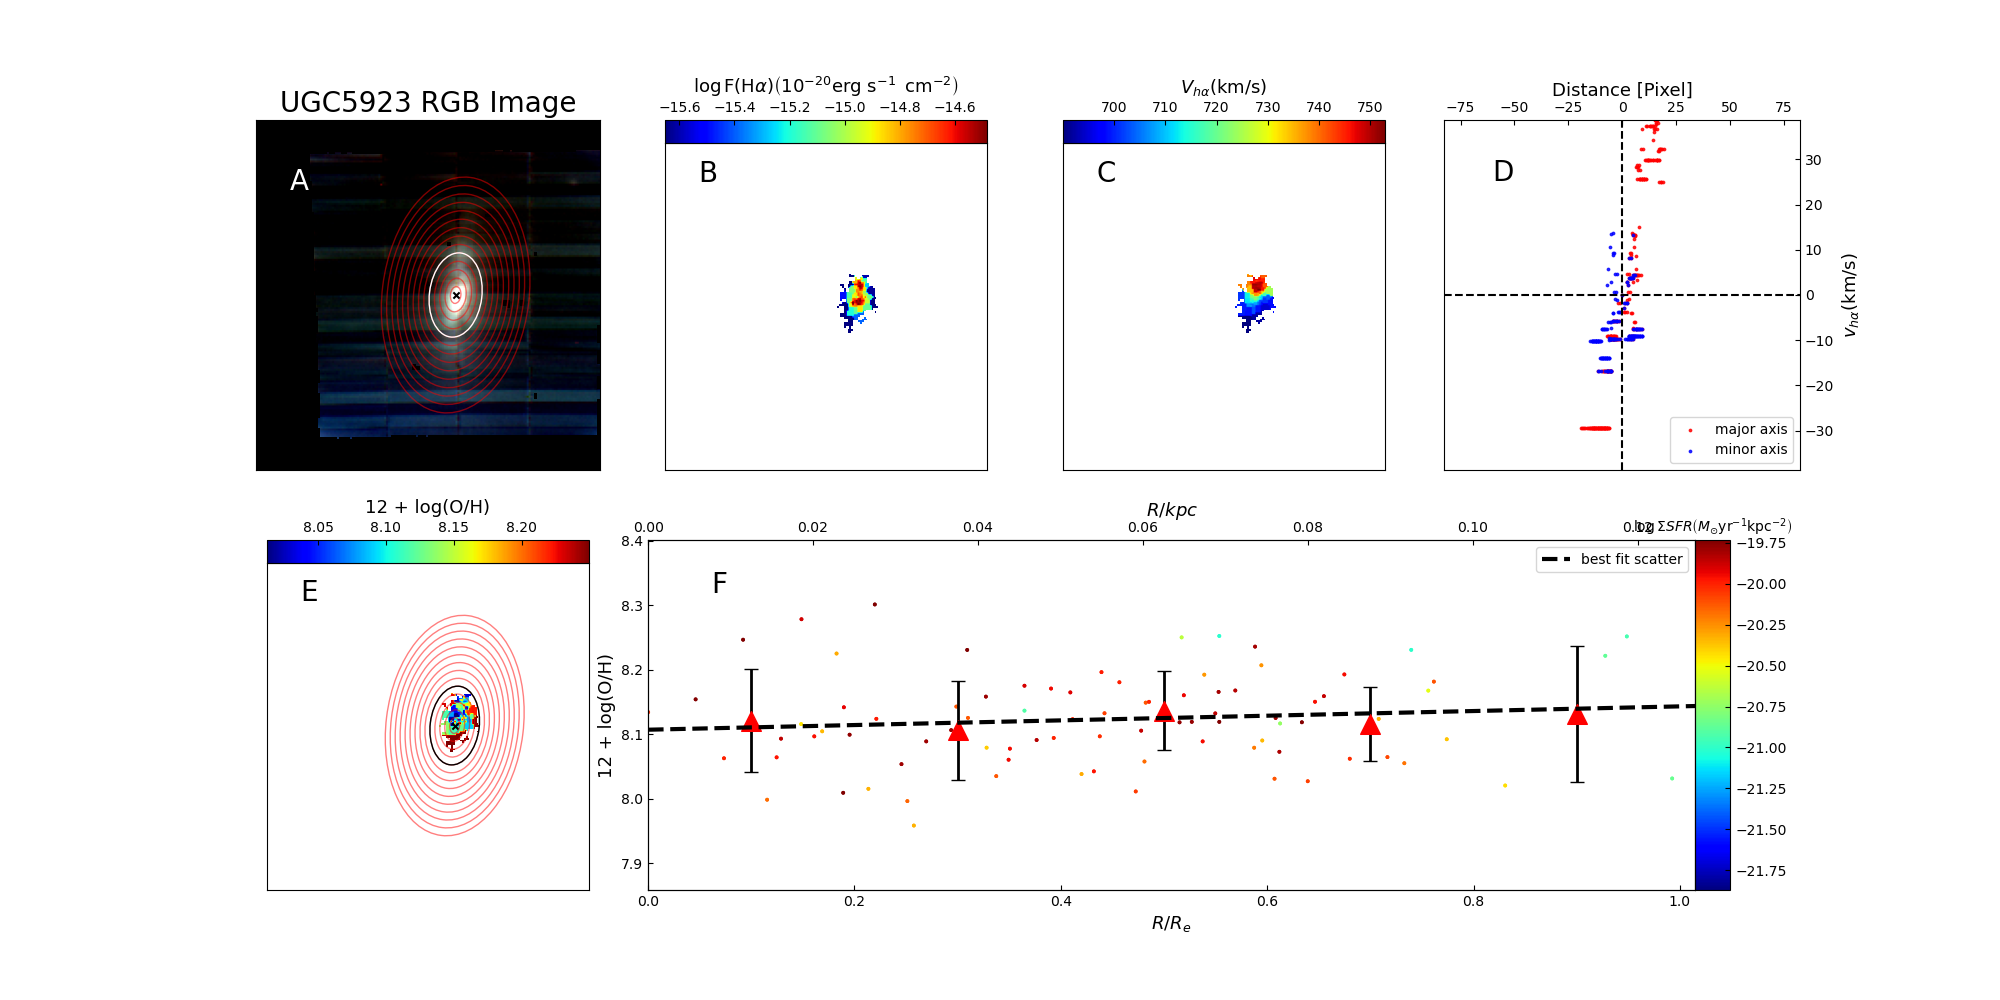 UGC5923 RGB Image
A
log F(Hα)(10⁻²⁰erg s⁻¹ cm⁻²)
−15.6 −15.4 −15.2 −15.0 −14.8 −14.6
B
V_hα(km/s)
700 710 720 730 740 750
C
Distance [Pixel]
−75 −50 −25 0 25 50 75
D
30
20
10
0
−10
−20
−30
v_hα(km/s)
major axis
minor axis
12 + log(O/H)
8.05 8.10 8.15 8.20
E
R/kpc
0.00 0.02 0.04 0.06 0.08 0.10 0.12
log ΣSFR(M⊙yr⁻¹kpc⁻²)
F
best fit scatter
12 + log(O/H)
8.4
8.3
8.2
8.1
8.0
7.9
0.0 0.2 0.4 0.6 0.8 1.0
R/Rₑ
−19.75
−20.00
−20.25
−20.50
−20.75
−21.00
−21.25
−21.50
−21.75